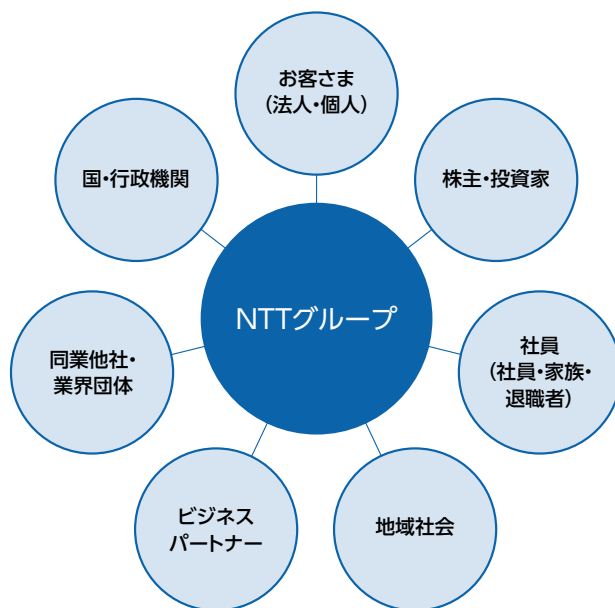 お客さま
（法人・個人）
国・行政機関
株主・投資家
NTTグループ
同業他社・
業界団体
社員
（社員・家族・
退職者）
ビジネス
パートナー
地域社会